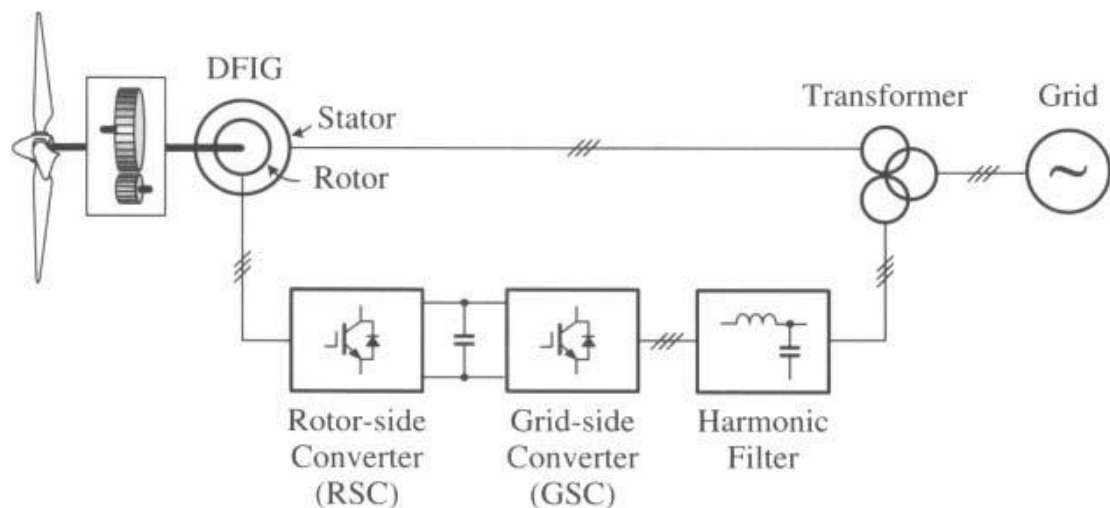 DFIG
Transformer
Grid
Stator
Rotor
~
Rotor-side
Converter
(RSC)
Grid-side
Converter
(GSC)
Harmonic
Filter